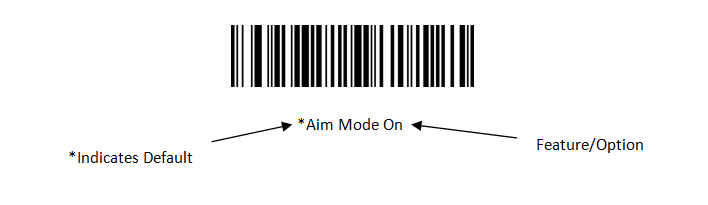 *Aim Mode On
*Indicates Default
Feature/Option